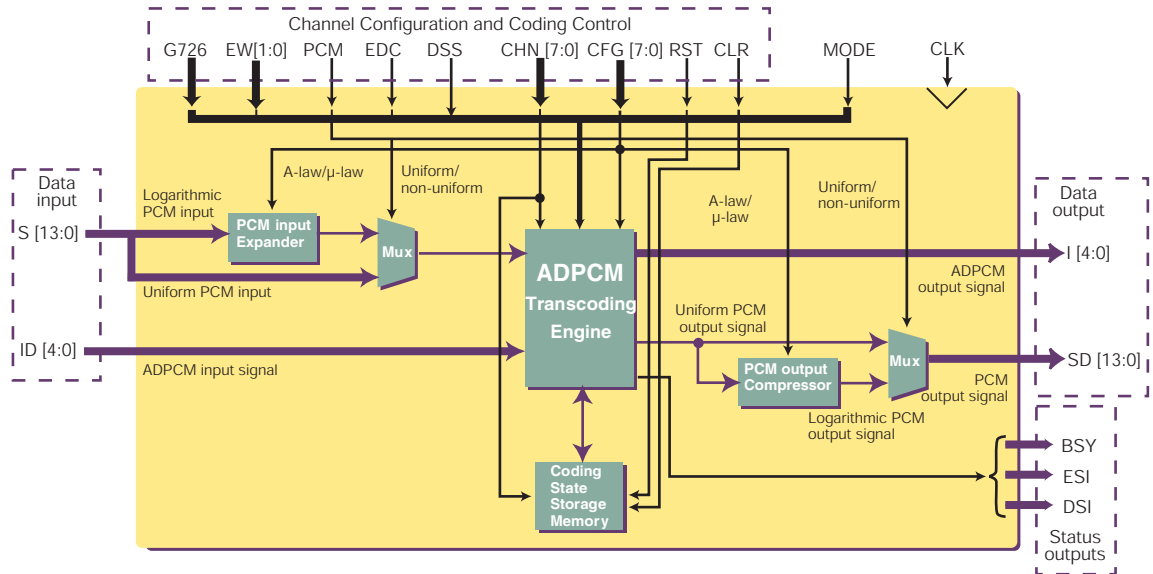 Channel Configuration and Coding Control
G726 EW[1:0] PCM EDC DSS CHN [7:0] CFG [7:0] RST CLR MODE CLK
Data
input
S [13:0]
ID [4:0]
Logarithmic
PCM input
A-law/µ-law
Uniform/
non-uniform
PCM input
Expander
Mux
Uniform PCM input
ADPCM input signal
ADPCM
Transcoding
Engine
A-law/
µ-law
Uniform/
non-uniform
Uniform PCM
output signal
PCM output
Compressor
Mux
Logarithmic PCM
output signal
ADPCM
output signal
PCM
output signal
Coding
State
Storage
Memory
Data
output
I [4:0]
SD [13:0]
BSY
ESI
DSI
Status
outputs